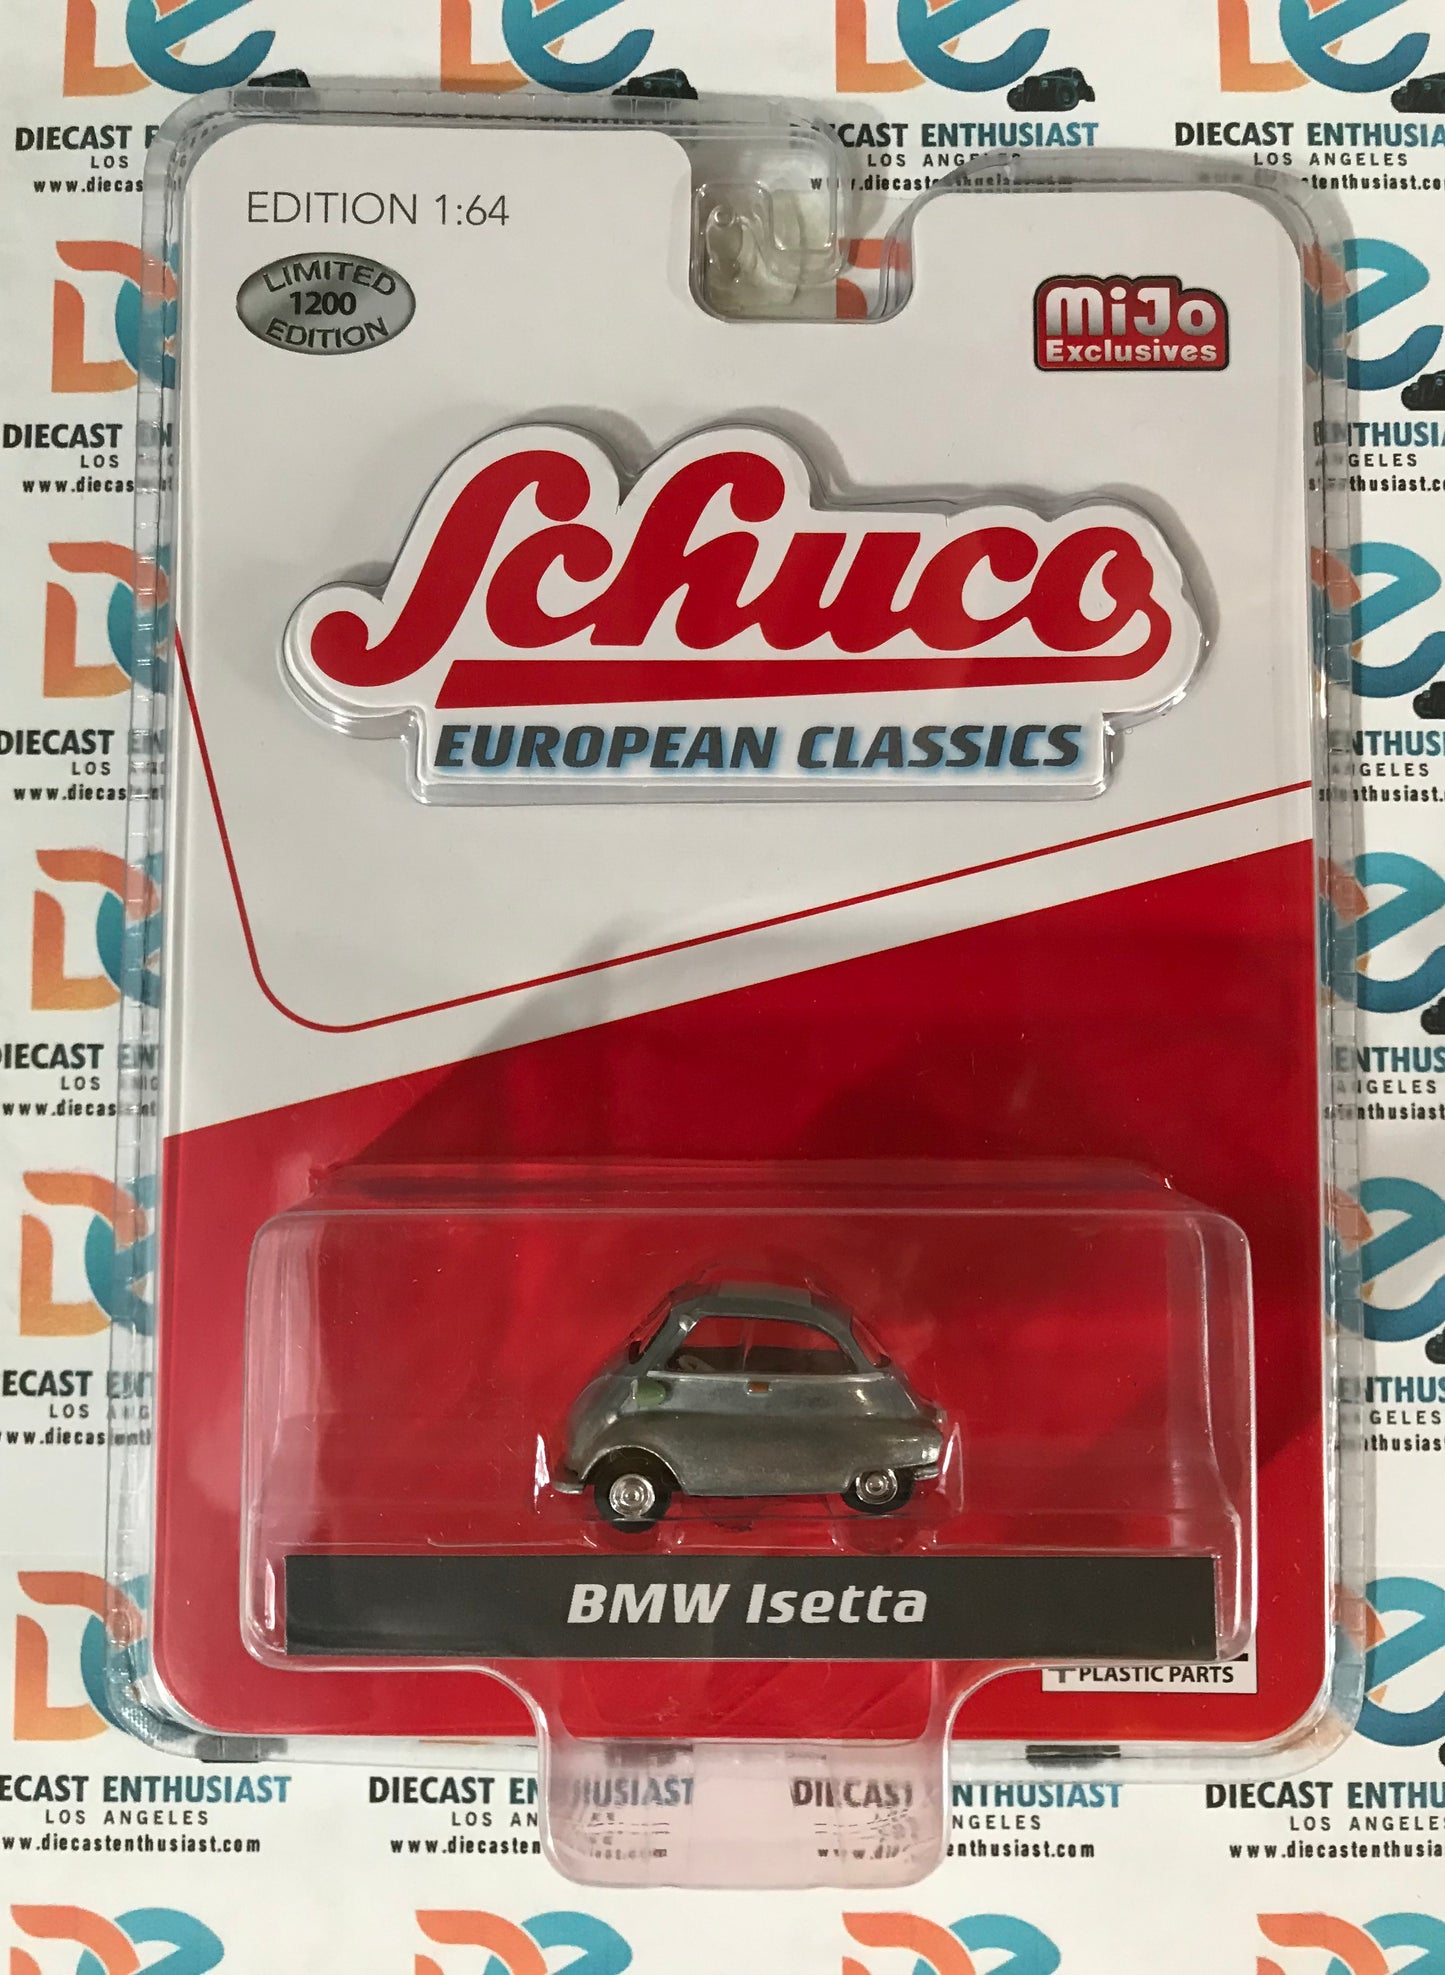 EDITION 1:64
LIMITED
1200
EDITION
MiJo
Exclusives
Schuco
EUROPEAN CLASSICS
BMW Isetta
+PLASTIC PARTS
DIECAST ENTHUSIAST
LOS ANGELES
www.diecastenthusiast.com